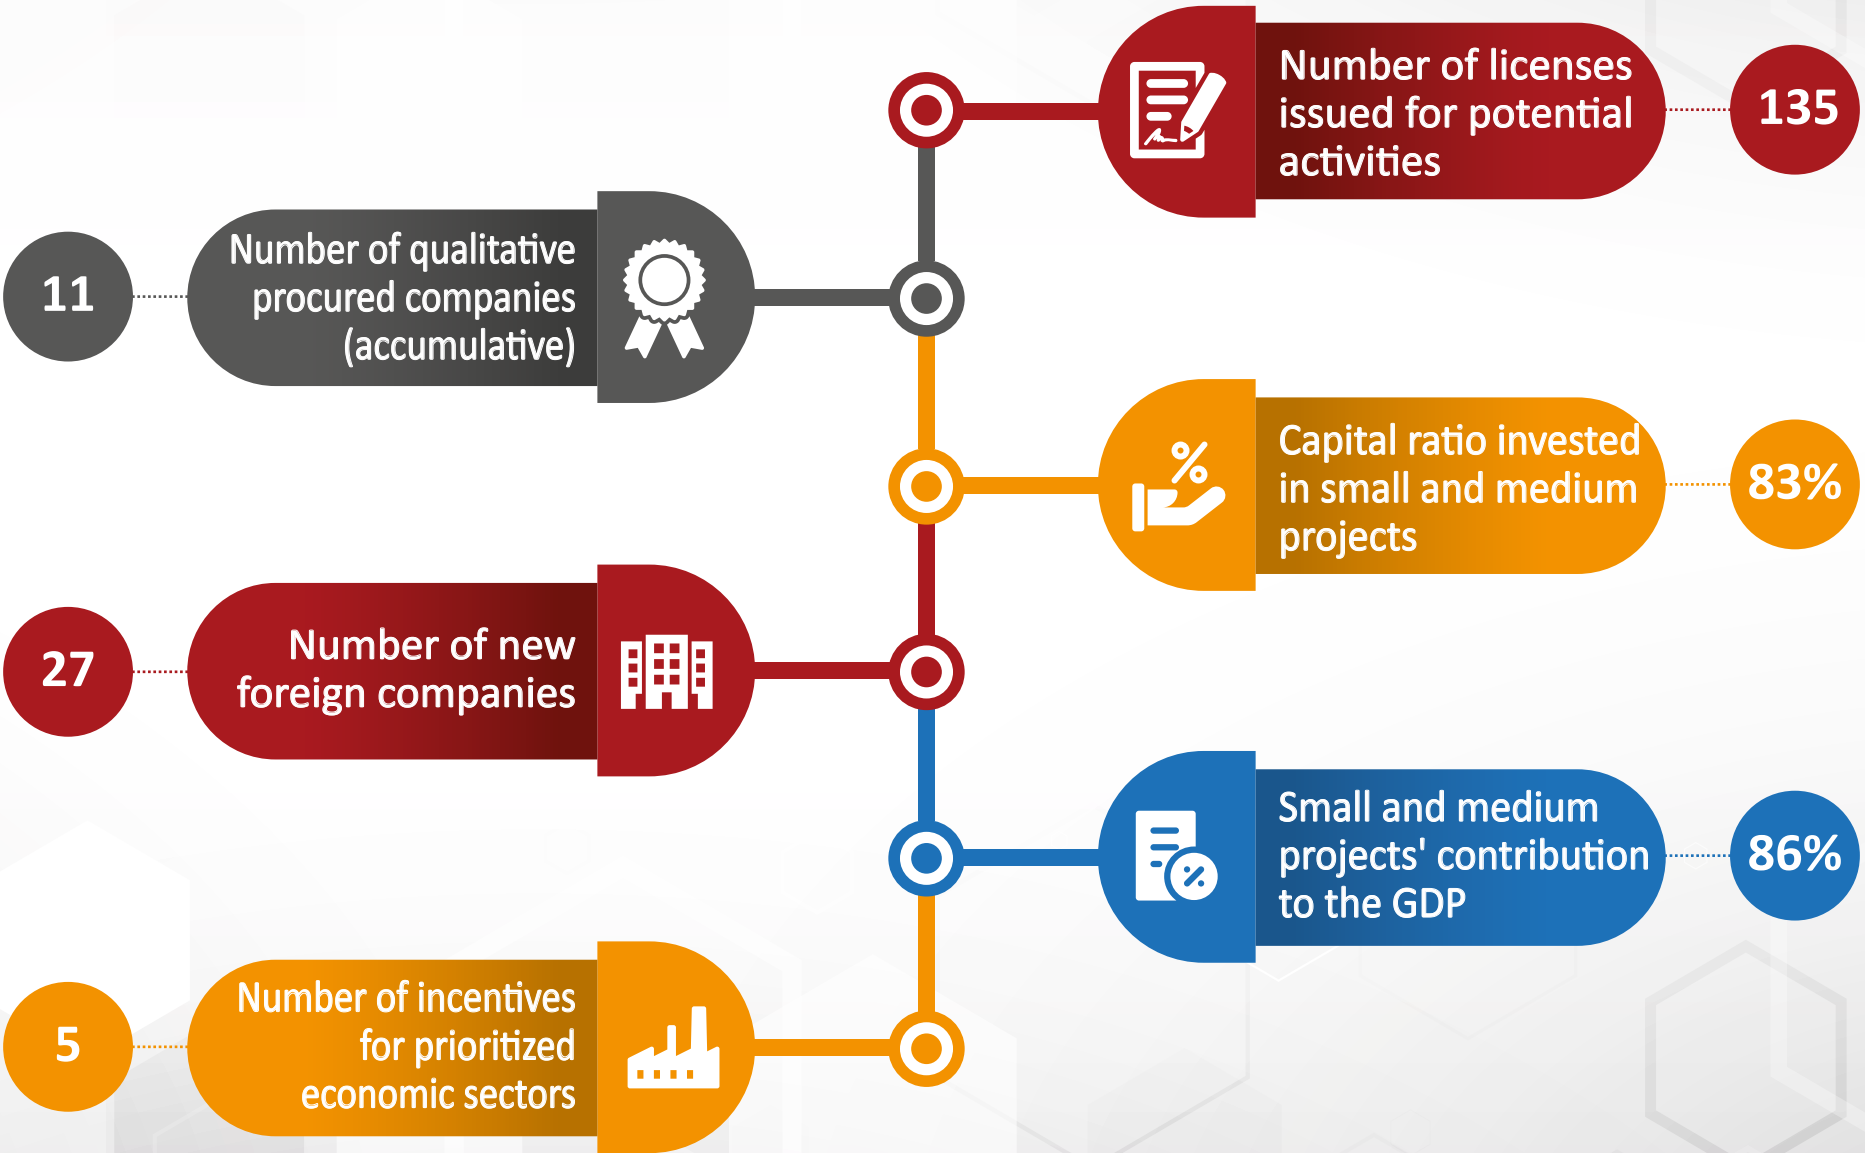 Number of licenses
issued for potential
activities
135
11
Number of qualitative
procured companies
(accumulative)
Capital ratio invested
in small and medium
projects
83%
27
Number of new
foreign companies
Small and medium
projects' contribution
to the GDP
86%
5
Number of incentives
for prioritized
economic sectors